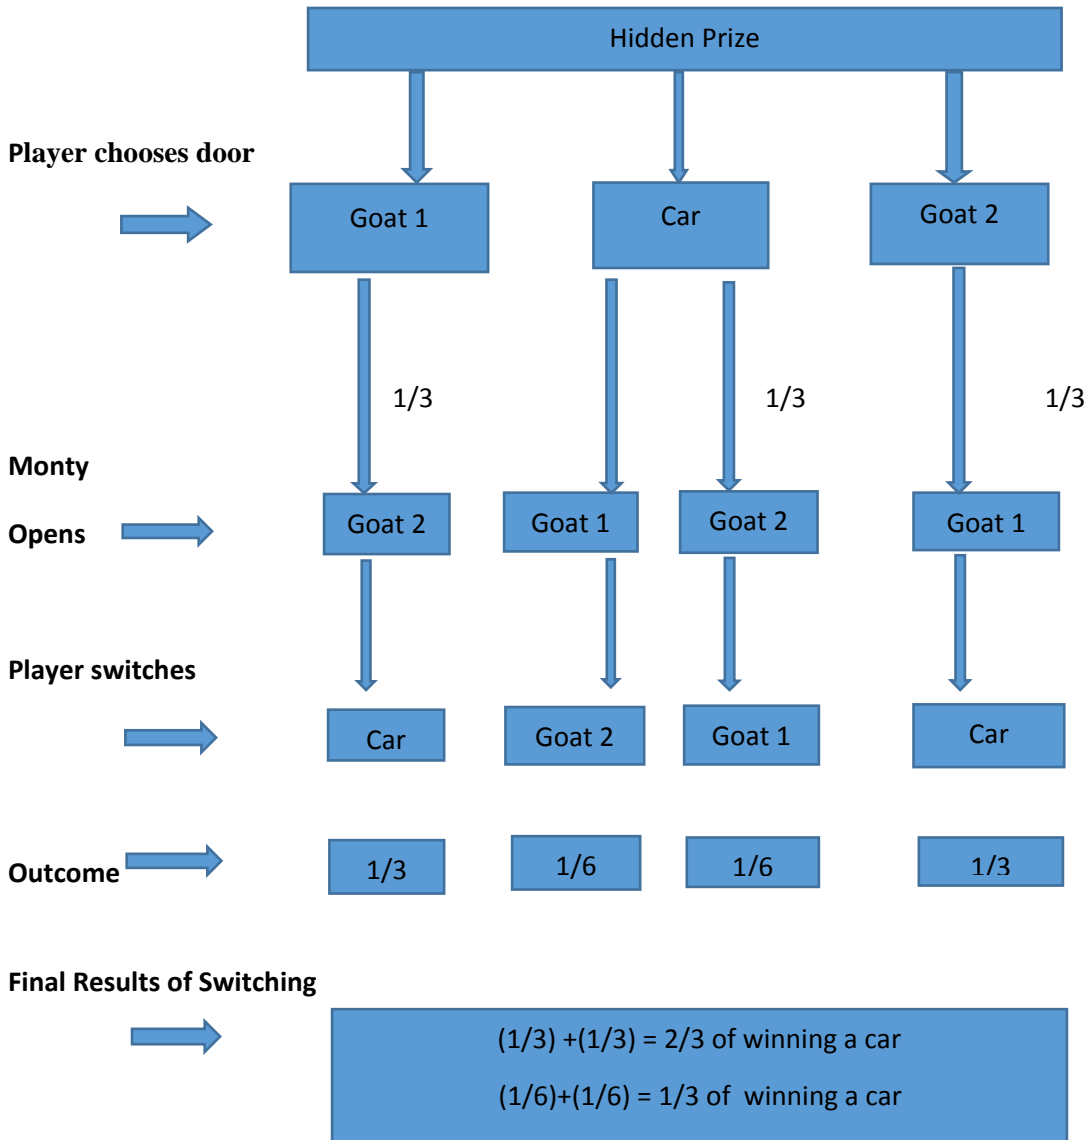 Hidden Prize
Player chooses door
Goat 1
Car
Goat 2
1/3
1/3
1/3
Monty
Opens
Goat 2
Goat 1
Goat 2
Goat 1
Player switches
Car
Goat 2
Goat 1
Car
Outcome
1/3
1/6
1/6
1/3
Final Results of Switching
(1/3) +(1/3) = 2/3 of winning a car
(1/6)+(1/6) = 1/3 of winning a car